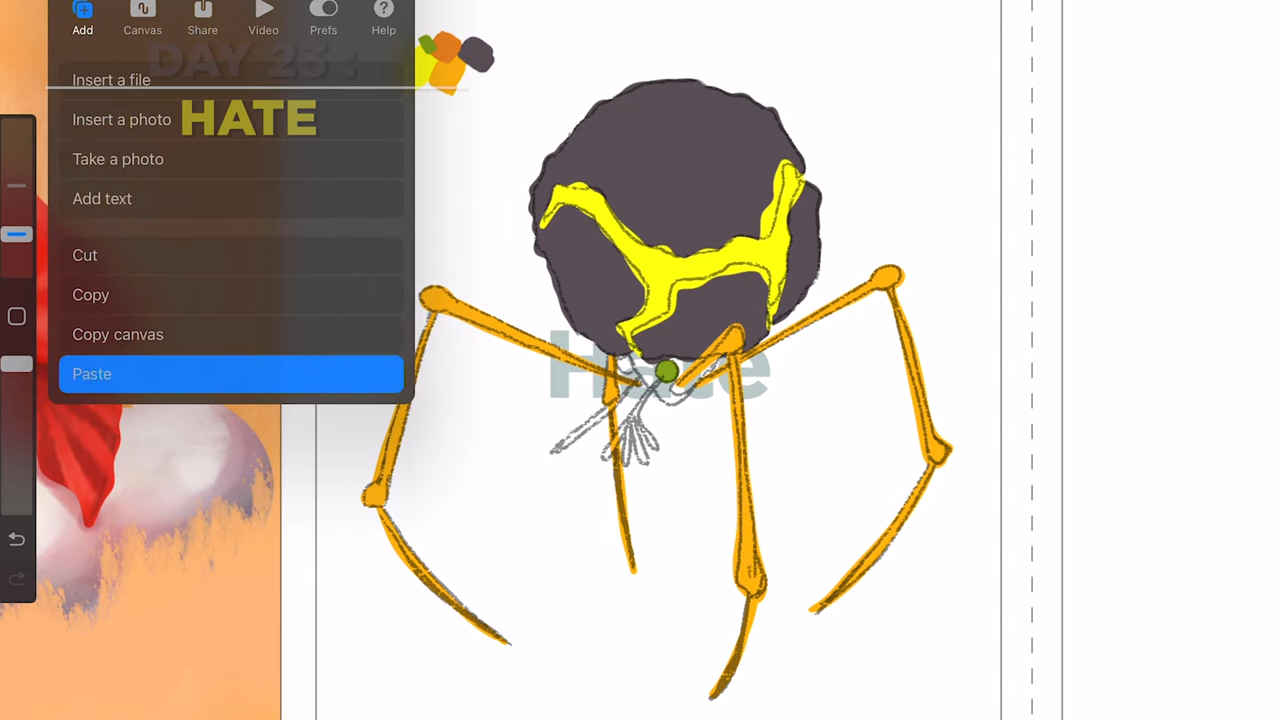 Add Canvas Share Video Prefs Help
DAY 23 :
HATE
Insert a file
Insert a photo
Take a photo
Add text
Cut
Copy
Copy canvas
Paste
Hate